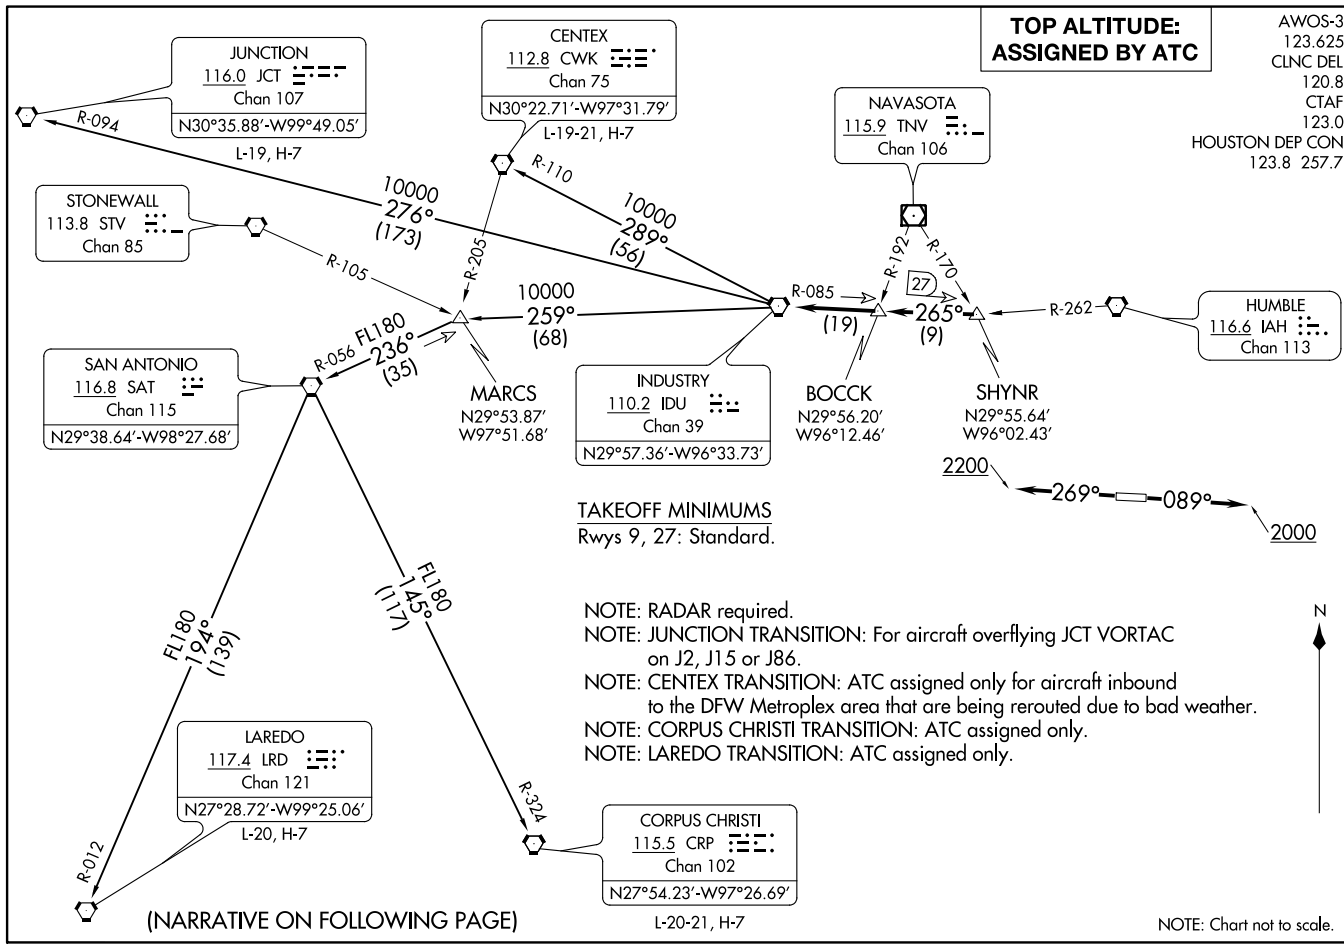 TOP ALTITUDE:
ASSIGNED BY ATC
AWOS-3
123.625
CLNC DEL
120.8
CTAF
123.0
HOUSTON DEP CON
123.8 257.7
JUNCTION
116.0 JCT
Chan 107
N30°35.88′-W99°49.05′
L-19, H-7
CENTEX
112.8 CWK
Chan 75
N30°22.71′-W97°31.79′
L-19-21, H-7
NAVASOTA
115.9 TNV
Chan 106
STONEWALL
113.8 STV
Chan 85
R-094
R-110
10000
276°
(173)
10000
289°
(56)
R-105
R-205
R-192
R-170
10000
259°
(68)
R-085
27
(19)
265°
(9)
R-262
HUMBLE
116.6 IAH
Chan 113
SAN ANTONIO
116.8 SAT
Chan 115
N29°38.64′-W98°27.68′
R-056
FL180
236°
(35)
MARCS
N29°53.87′
W97°51.68′
INDUSTRY
110.2 IDU
Chan 39
N29°57.36′-W96°33.73′
BOCCK
N29°56.20′
W96°12.46′
SHYNR
N29°55.64′
W96°02.43′
2200
269°
089°
2000
TAKEOFF MINIMUMS
Rwys 9, 27: Standard.
FL180
194°
(139)
FL180
145°
(117)
NOTE: RADAR required.
NOTE: JUNCTION TRANSITION: For aircraft overflying JCT VORTAC
on J2, J15 or J86.
NOTE: CENTEX TRANSITION: ATC assigned only for aircraft inbound
to the DFW Metroplex area that are being rerouted due to bad weather.
NOTE: CORPUS CHRISTI TRANSITION: ATC assigned only.
NOTE: LAREDO TRANSITION: ATC assigned only.
N
LAREDO
117.4 LRD
Chan 121
N27°28.72′-W99°25.06′
L-20, H-7
R-012
R-324
CORPUS CHRISTI
115.5 CRP
Chan 102
N27°54.23′-W97°26.69′
L-20-21, H-7
(NARRATIVE ON FOLLOWING PAGE)
NOTE: Chart not to scale.